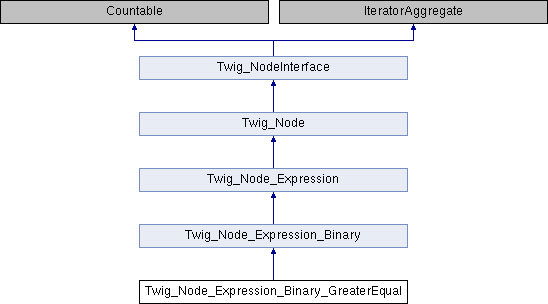 Countable
IteratorAggregate
Twig_NodeInterface
Twig_Node
Twig_Node_Expression
Twig_Node_Expression_Binary
Twig_Node_Expression_Binary_GreaterEqual